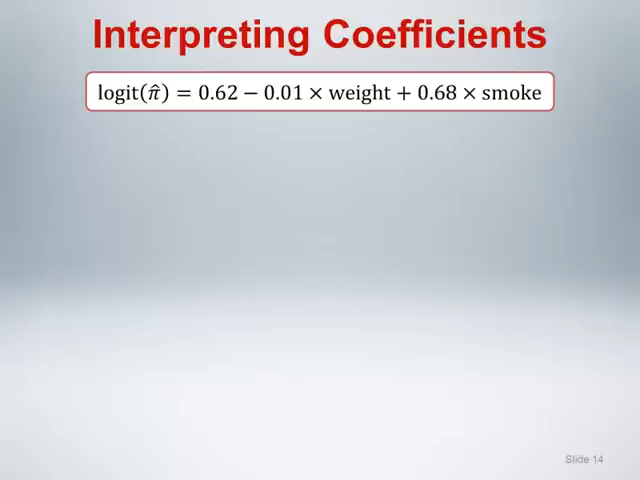 Interpreting Coefficients
logit(π̂) = 0.62 − 0.01 × weight + 0.68 × smoke
Slide 14